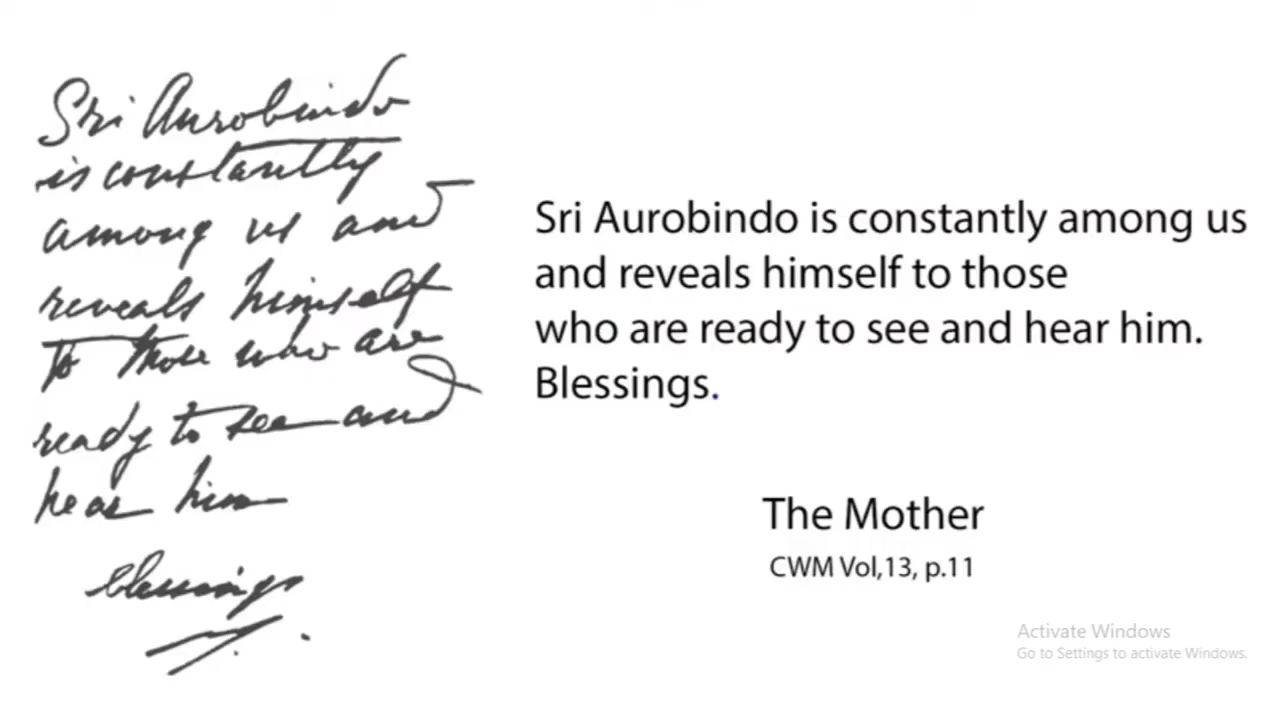 Sri Aurobindo
is constantly
among us and
reveals himself
to those who are
ready to see and
hear him
blessings
Sri Aurobindo is constantly among us
and reveals himself to those
who are ready to see and hear him.
Blessings.
The Mother
CWM Vol,13, p.11
Activate Windows
Go to Settings to activate Windows.